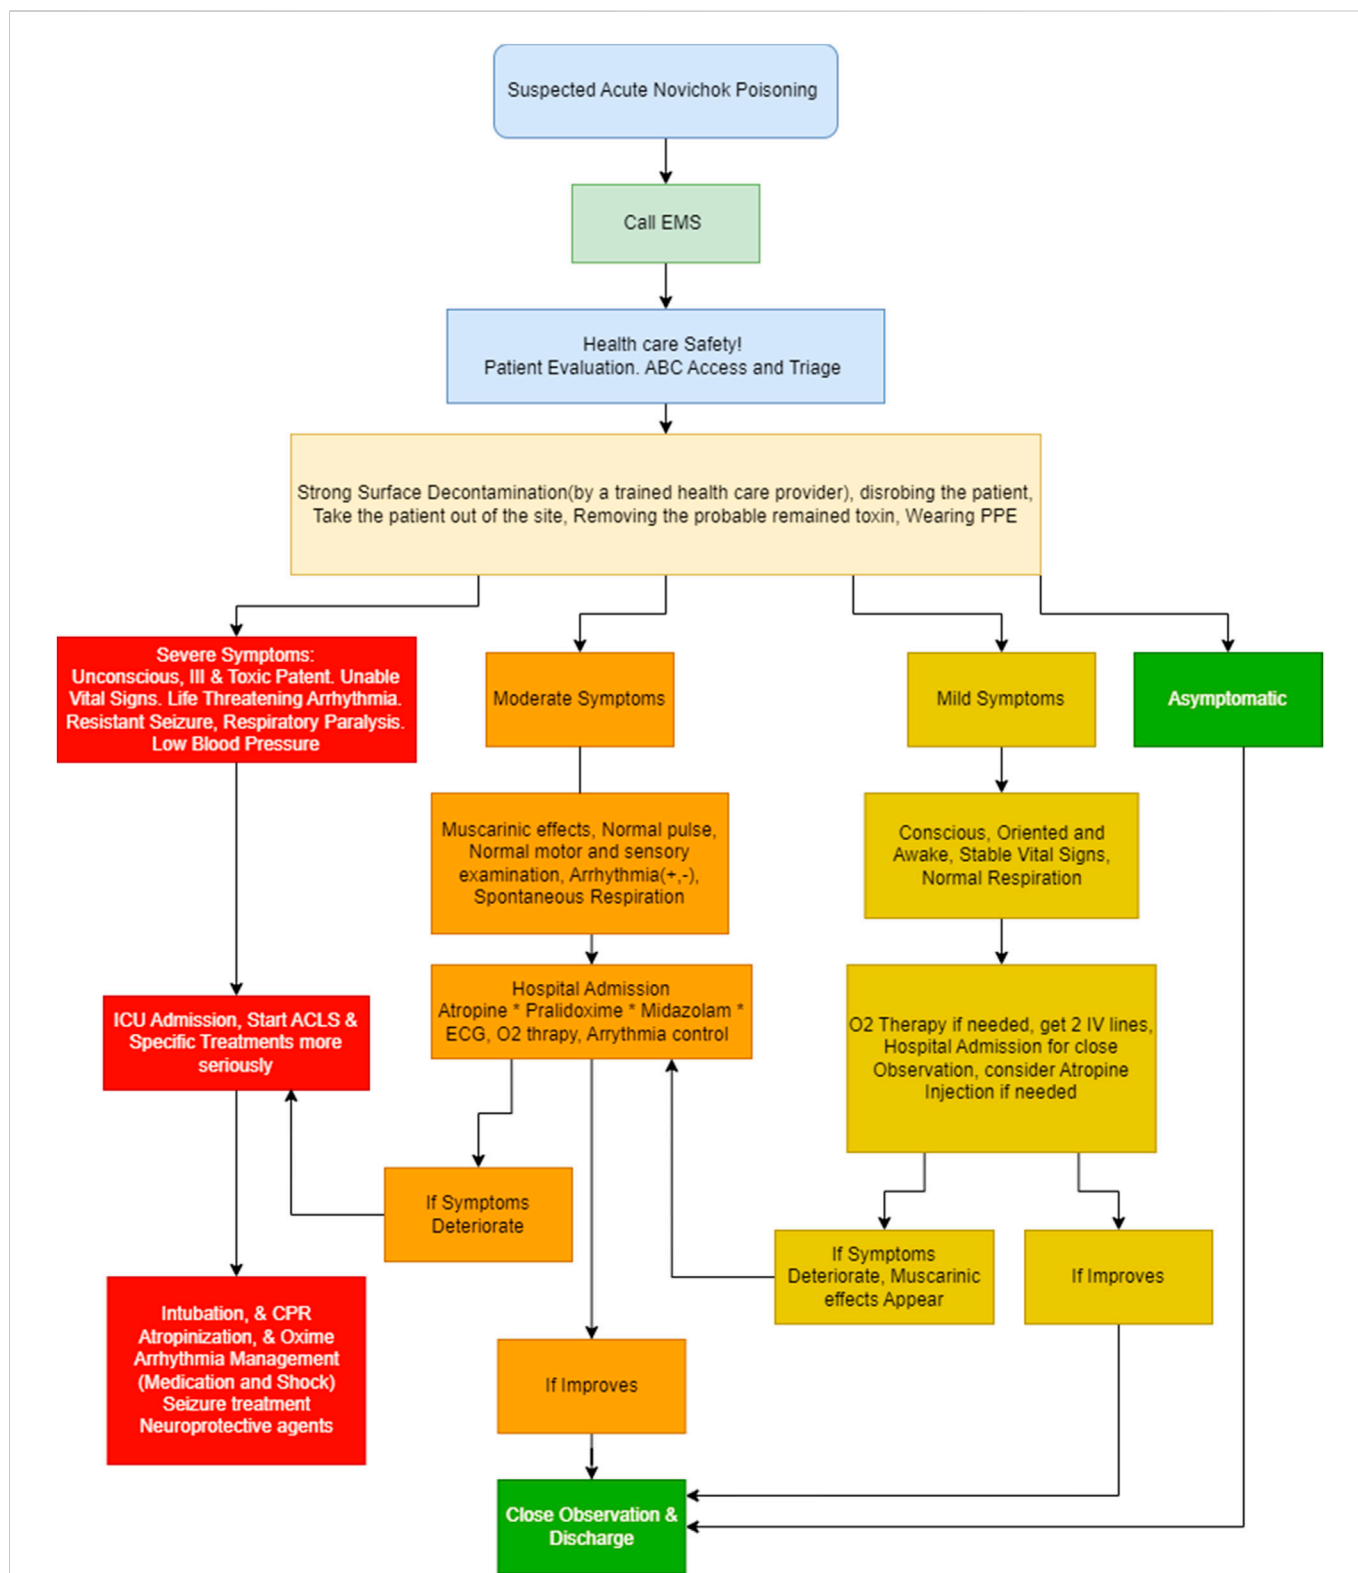 Suspected Acute Novichok Poisoning
Call EMS
Health care Safety!
Patient Evaluation. ABC Access and Triage
Strong Surface Decontamination(by a trained health care provider), disrobing the patient,
Take the patient out of the site, Removing the probable remained toxin, Wearing PPE
Severe Symptoms:
Unconscious, Ill & Toxic Patent. Unable
Vital Signs. Life Threatening Arrhythmia.
Resistant Seizure, Respiratory Paralysis.
Low Blood Pressure
Moderate Symptoms
Mild Symptoms
Asymptomatic
Muscarinic effects, Normal pulse,
Normal motor and sensory
examination, Arrhythmia(+,-),
Spontaneous Respiration
Conscious, Oriented and
Awake, Stable Vital Signs,
Normal Respiration
ICU Admission, Start ACLS &
Specific Treatments more
seriously
Hospital Admission
Atropine * Pralidoxime * Midazolam *
ECG, O2 thrapy, Arrythmia control
O2 Therapy if needed, get 2 IV lines,
Hospital Admission for close
Observation, consider Atropine
Injection if needed
If Symptoms
Deteriorate
If Symptoms
Deteriorate, Muscarinic
effects Appear
If Improves
Intubation, & CPR
Atropinization, & Oxime
Arrhythmia Management
(Medication and Shock)
Seizure treatment
Neuroprotective agents
If Improves
Close Observation &
Discharge